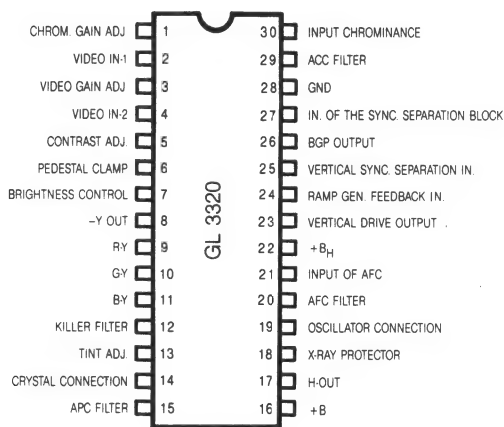 CHROM. GAIN ADJ 1 30 INPUT CHROMINANCE
VIDEO IN-1 2 29 ACC FILTER
VIDEO GAIN ADJ 3 28 GND
VIDEO IN-2 4 27 IN. OF THE SYNC. SEPARATION BLOCK
CONTRAST ADJ. 5 26 BGP OUTPUT
PEDESTAL CLAMP 6 25 VERTICAL SYNC. SEPARATION IN.
BRIGHTNESS CONTROL 7 24 RAMP GEN. FEEDBACK IN.
-Y OUT 8 23 VERTICAL DRIVE OUTPUT .
R-Y 9 22 +BH
G-Y 10 21 INPUT OF AFC
B-Y 11 20 AFC FILTER
KILLER FILTER 12 19 OSCILLATOR CONNECTION
TINT ADJ. 13 18 X-RAY PROTECTOR
CRYSTAL CONNECTION 14 17 H-OUT
APC FILTER 15 16 +B
GL 3320